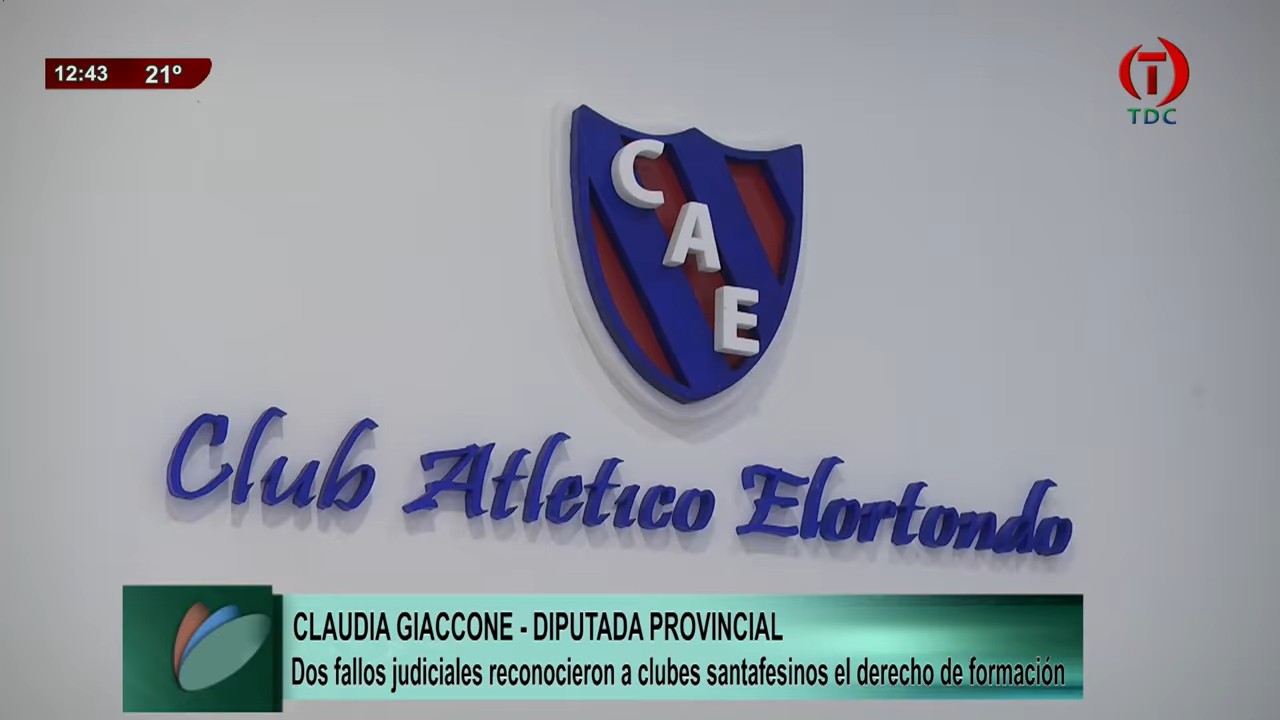 12:43 21º
T
TDC
C
A
E
Club Atletico Elortondo
CLAUDIA GIACCONE - DIPUTADA PROVINCIAL
Dos fallos judiciales reconocieron a clubes santafesinos el derecho de formación